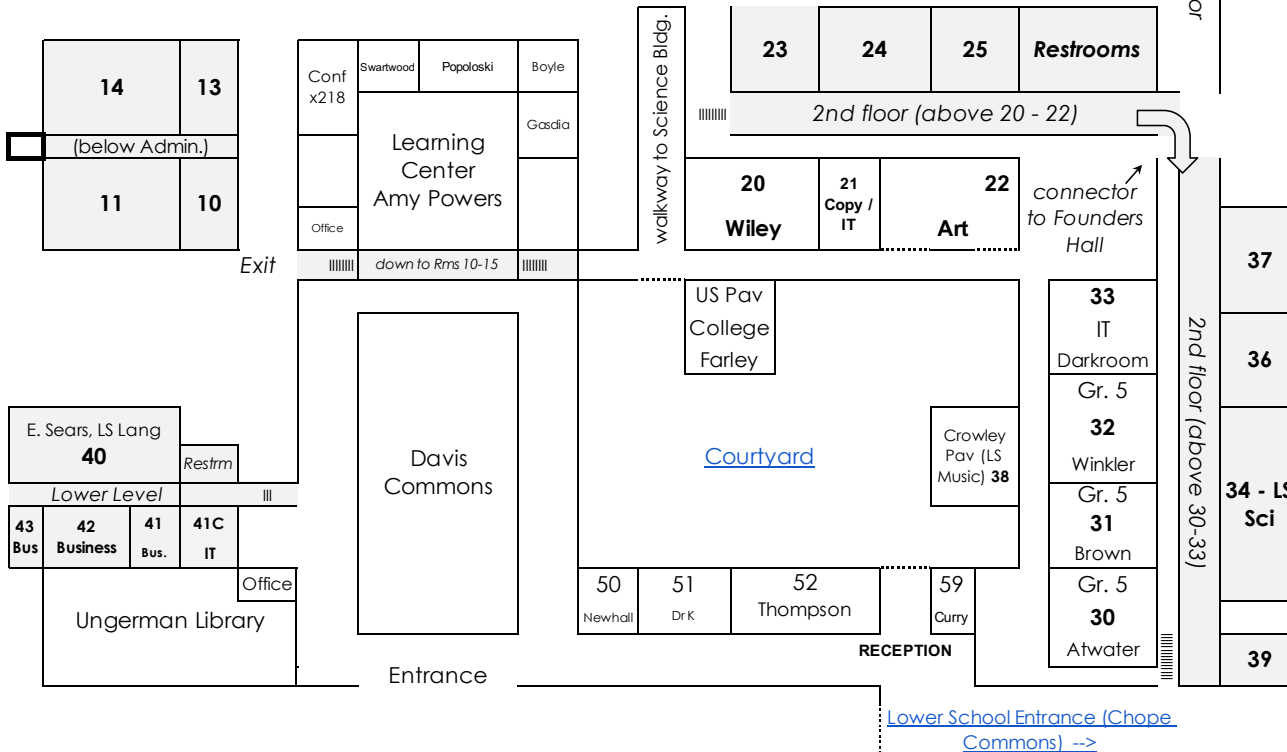 or
14
13
(below Admin.)
11
10
Conf
x218
Swartwood
Popoloski
Boyle
Gasdia
Learning
Center
Amy Powers
Office
Exit
down to Rms 10-15
walkway to Science Bldg.
23
24
25
Restrooms
2nd floor (above 20 - 22)
20
Wiley
21
Copy /
IT
22
Art
connector
to Founders
Hall
37
36
34 - LS
Sci
39
2nd floor (above 30-33)
33
IT
Darkroom
Gr. 5
32
Winkler
Gr. 5
31
Brown
Gr. 5
30
Atwater
US Pav
College
Farley
Courtyard
Crowley
Pav (LS
Music) 38
Davis
Commons
E. Sears, LS Lang
40
Restrm
Lower Level
43
Bus
42
Business
41
Bus.
41C
IT
Office
Ungerman Library
50
Newhall
51
Dr K
52
Thompson
59
Curry
RECEPTION
Entrance
Lower School Entrance (Chope
Commons) -->